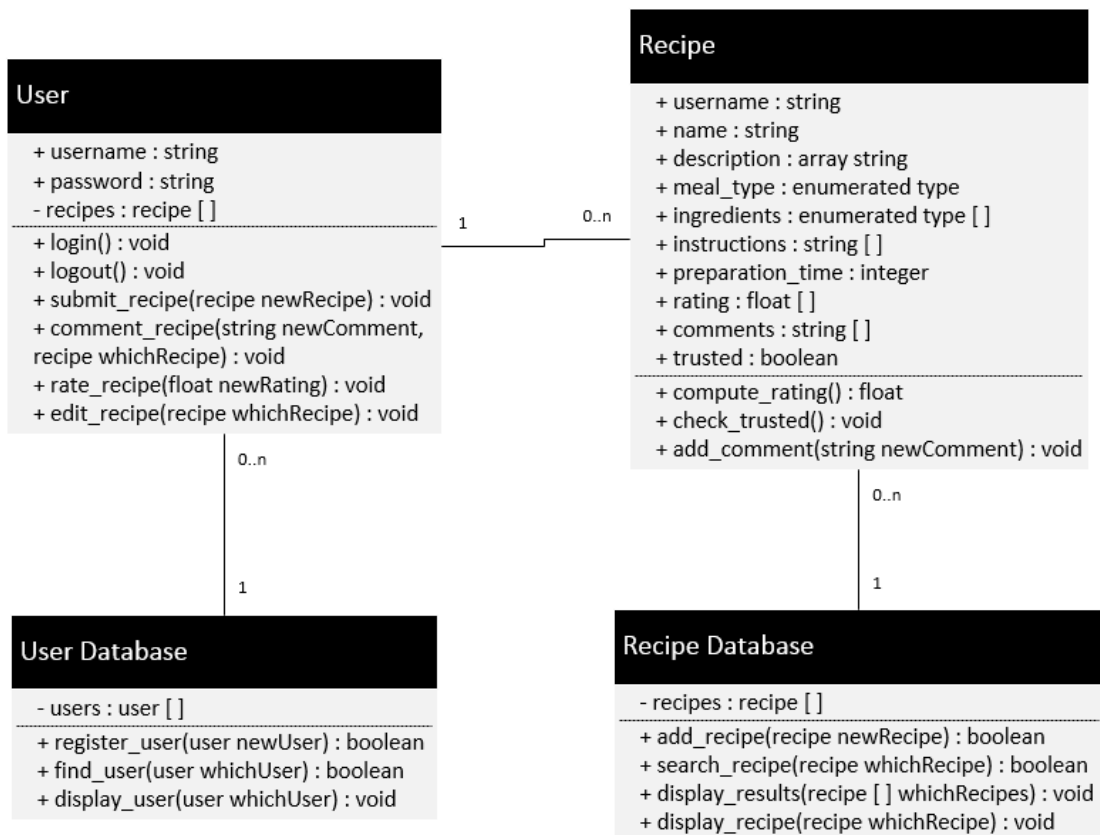 User
+ username : string
+ password : string
- recipes : recipe [ ]
+ login() : void
+ logout() : void
+ submit_recipe(recipe newRecipe) : void
+ comment_recipe(string newComment,
recipe whichRecipe) : void
+ rate_recipe(float newRating) : void
+ edit_recipe(recipe whichRecipe) : void
1
0..n
Recipe
+ username : string
+ name : string
+ description : array string
+ meal_type : enumerated type
+ ingredients : enumerated type [ ]
+ instructions : string [ ]
+ preparation_time : integer
+ rating : float [ ]
+ comments : string [ ]
+ trusted : boolean
+ compute_rating() : float
+ check_trusted() : void
+ add_comment(string newComment) : void
0..n
1
User Database
- users : user [ ]
+ register_user(user newUser) : boolean
+ find_user(user whichUser) : boolean
+ display_user(user whichUser) : void
0..n
1
Recipe Database
- recipes : recipe [ ]
+ add_recipe(recipe newRecipe) : boolean
+ search_recipe(recipe whichRecipe) : boolean
+ display_results(recipe [ ] whichRecipes) : void
+ display_recipe(recipe whichRecipe) : void